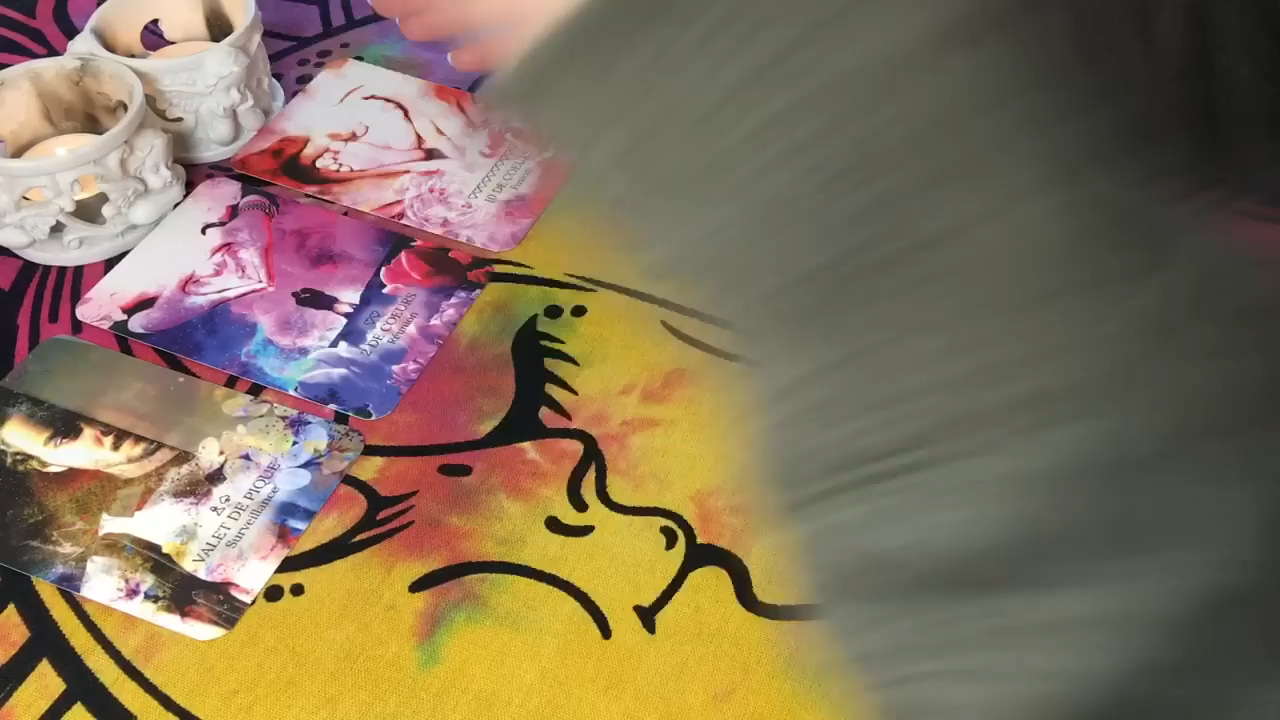 10 DE COEURS
2 DE COEURS
Réunion
VALET DE PIQUE
Surveillance